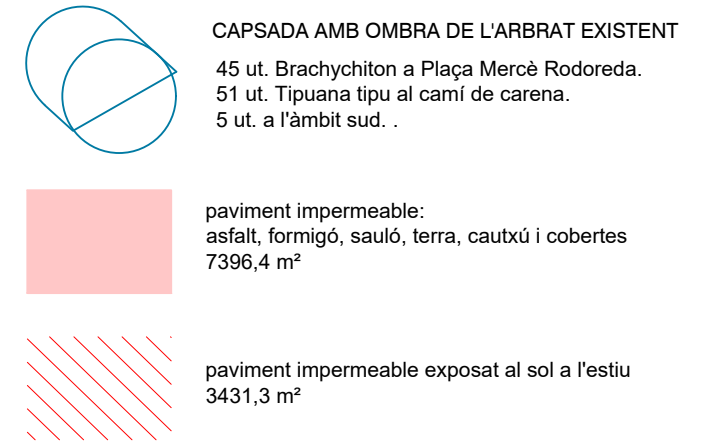 CAPSADA AMB OMBRA DE L'ARBRAT EXISTENT
45 ut. Brachychiton a Plaça Mercè Rodoreda.
51 ut. Tipuana tipu al camí de carena.
5 ut. a l'àmbit sud. .
paviment impermeable:
asfalt, formigó, sauló, terra, cautxú i cobertes
7396,4 m²
paviment impermeable exposat al sol a l'estiu
3431,3 m²